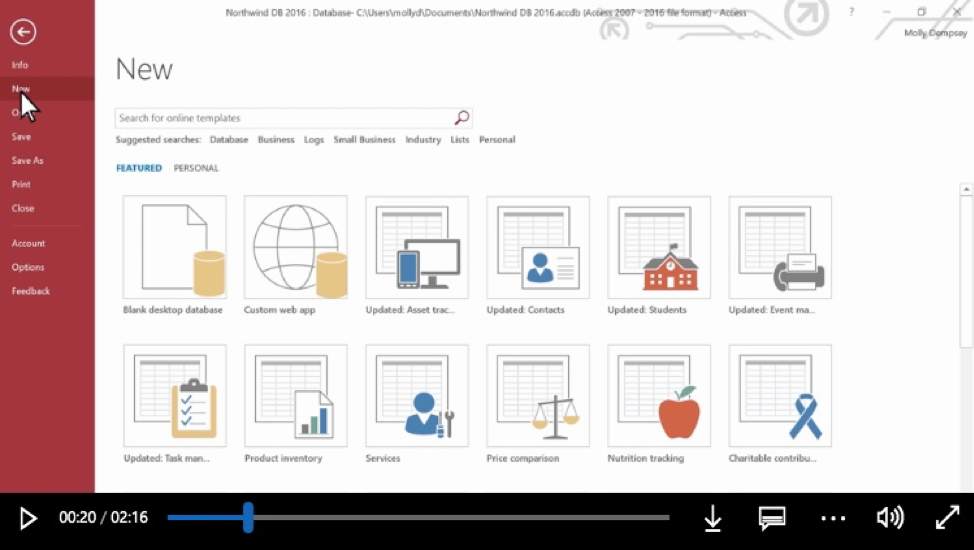 Northwind DB 2016 : Database- C:\Users\mollyd\Documents\Northwind DB 2016.accdb (Access 2007 - 2016 file format) - Access
?
Molly Dempsey
Info
New
Save
Save As
Print
Close
Account
Options
Feedback
New
Search for online templates
Suggested searches: Database Business Logs Small Business Industry Lists Personal
FEATURED PERSONAL
Blank desktop database Custom web app Updated: Asset trac... Updated: Contacts Updated: Students Updated: Event ma...
Updated: Task man... Product inventory Services Price comparison Nutrition tracking Charitable contribu...
00:20 / 02:16